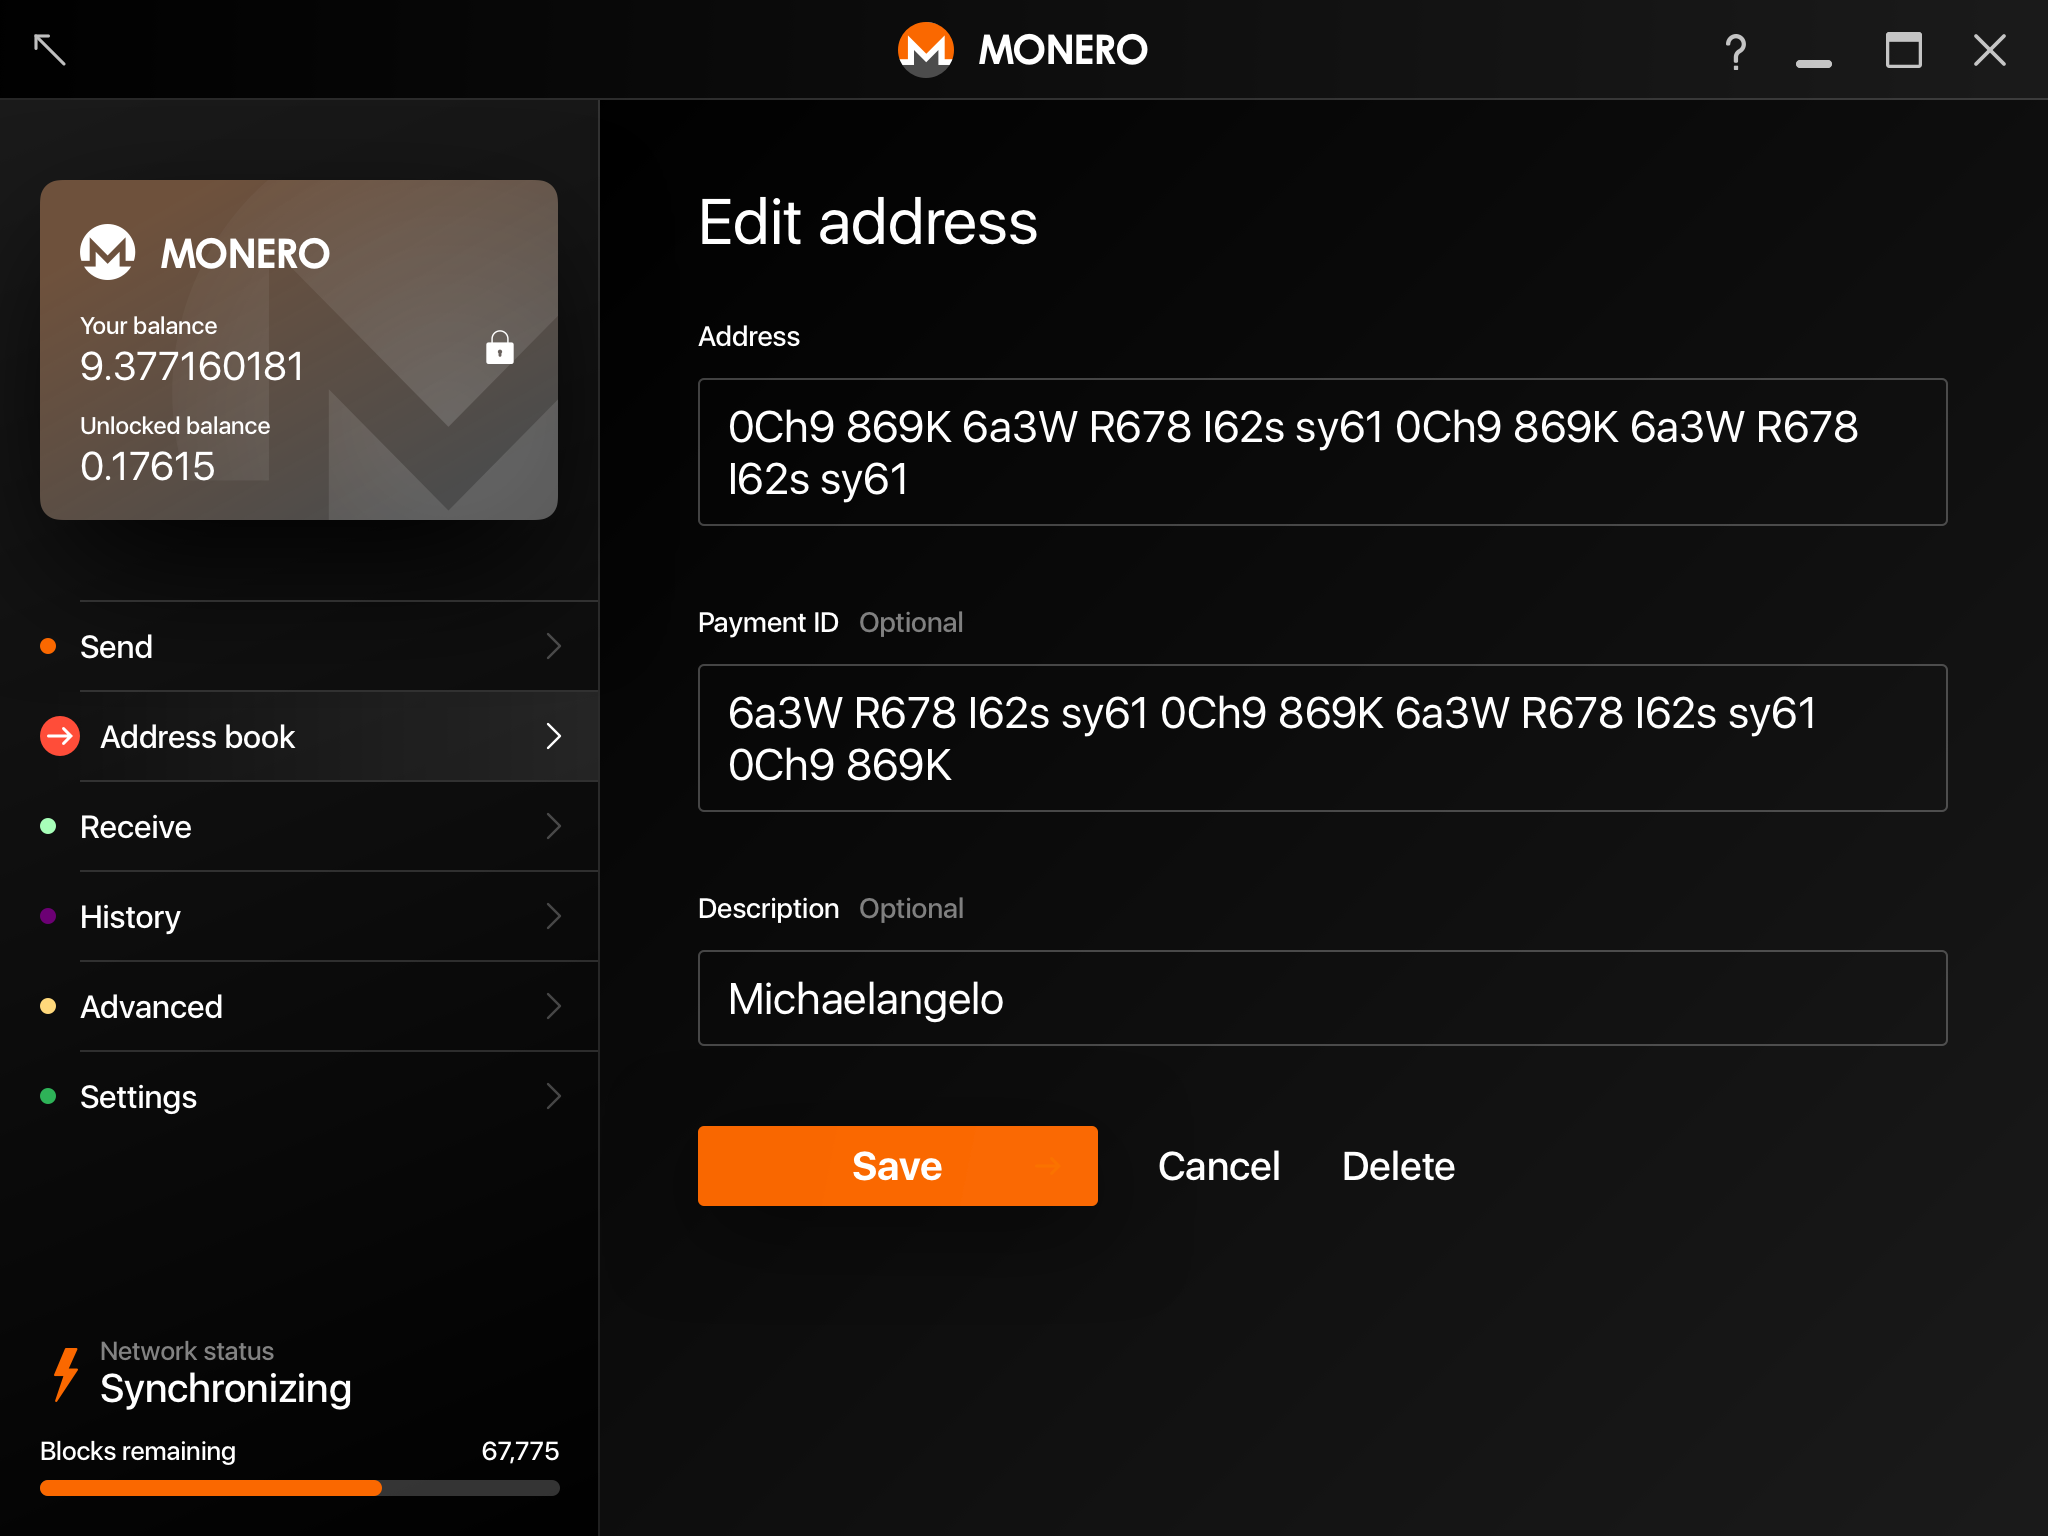 MONERO
MONERO
Your balance
9.377160181
Unlocked balance
0.17615
Send
Address book
Receive
History
Advanced
Settings
Network status
Synchronizing
Blocks remaining 67,775
Edit address
Address
0Ch9 869K 6a3W R678 I62s sy61 0Ch9 869K 6a3W R678
I62s sy61
Payment ID Optional
6a3W R678 I62s sy61 0Ch9 869K 6a3W R678 I62s sy61
0Ch9 869K
Description Optional
Michaelangelo
Save Cancel Delete